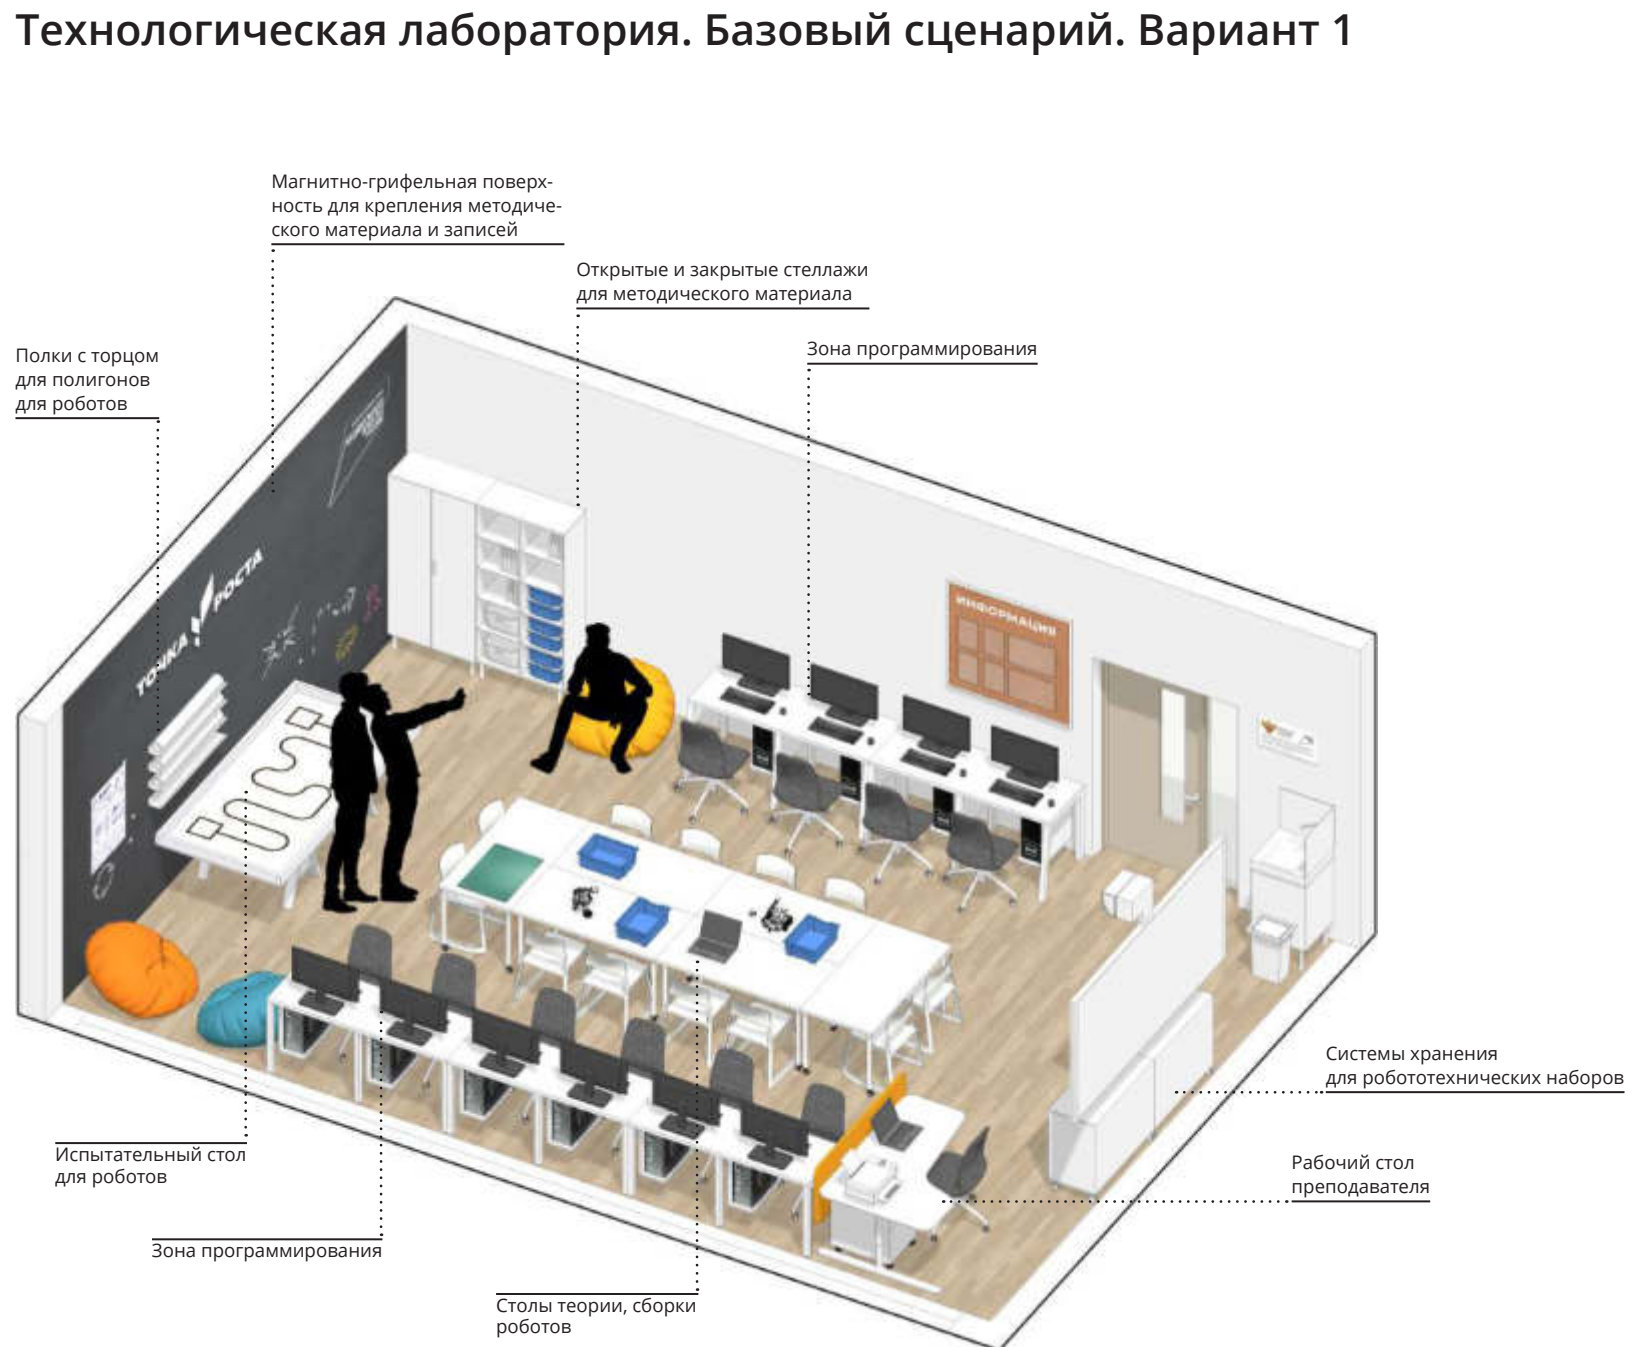 Технологическая лаборатория. Базовый сценарий. Вариант 1
Магнитно-грифельная поверх-
ность для крепления методиче-
ского материала и записей
Открытые и закрытые стеллажи
для методического материала
Зона программирования
Полки с торцом
для полигонов
для роботов
ТОЧКА РОСТА
ИНФОРМАЦИЯ
Системы хранения
для робототехнических наборов
Испытательный стол
для роботов
Рабочий стол
преподавателя
Зона программирования
Столы теории, сборки
роботов